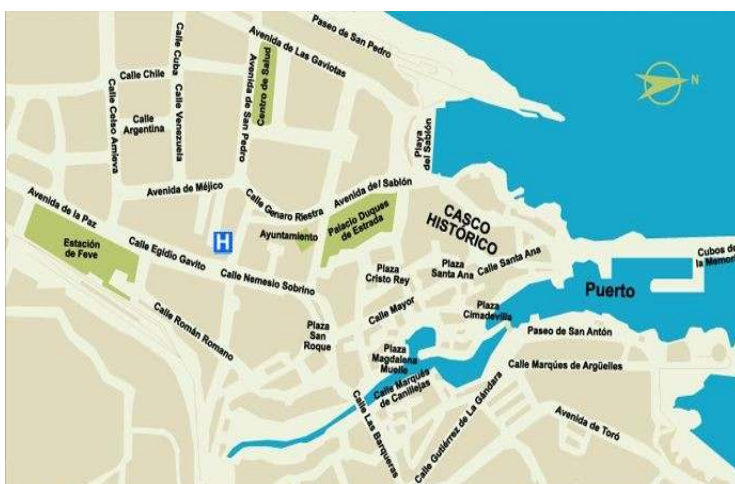 Paseo de San Pedro
Avenida de Las Gaviotas
Calle Cuba
Centro de Salud
Avenida de San Pedro
Calle Chile
Calle Celso Amieva
Calle Venezuela
Calle
Argentina
N
Playa
del Sablón
Avenida de Méjico
Calle Genaro Riestra
Avenida del Sablón
Avenida de la Paz
Palacio Duques
de Estrada
CASCO
HISTÓRICO
H
Ayuntamiento
Estación
de Feve
Calle Egidio Gavito
Calle Nemesio Sobrino
Plaza
Cristo Rey
Plaza
Santa Ana
Calle Santa Ana
Cubos de
la Memori
Puerto
Calle Mayor
Plaza
Cimadevilla
Plaza
San
Roque
Calle Román Romano
Paseo de San Antón
Plaza
Magdalena
Muelle
Calle Marqués de Argüelles
Calle Marqués
de Canillejas
Calle Las Barqueras
Calle Gutiérrez de La Gándara
Avenida de Toró